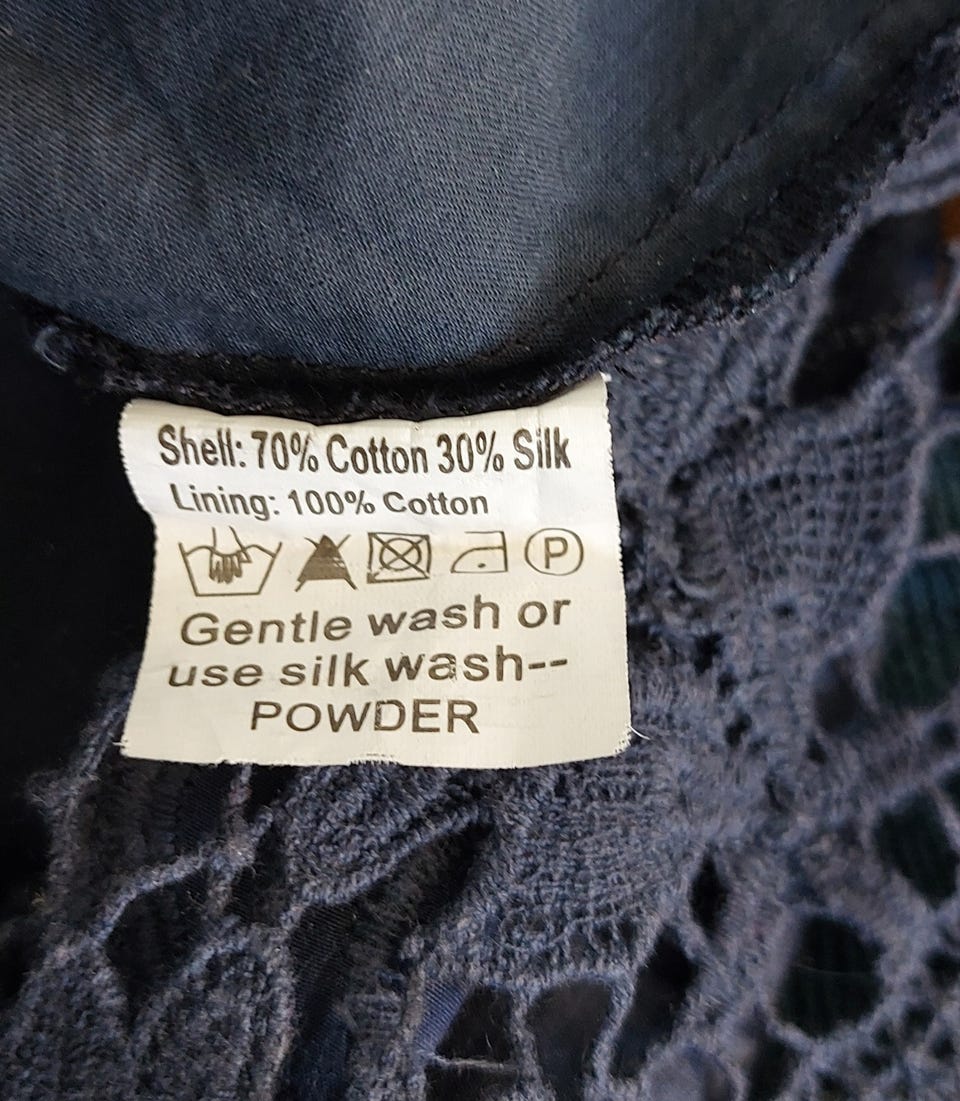 Shell: 70% Cotton 30% Silk
Lining: 100% Cotton
P
Gentle wash or
use silk wash--
POWDER